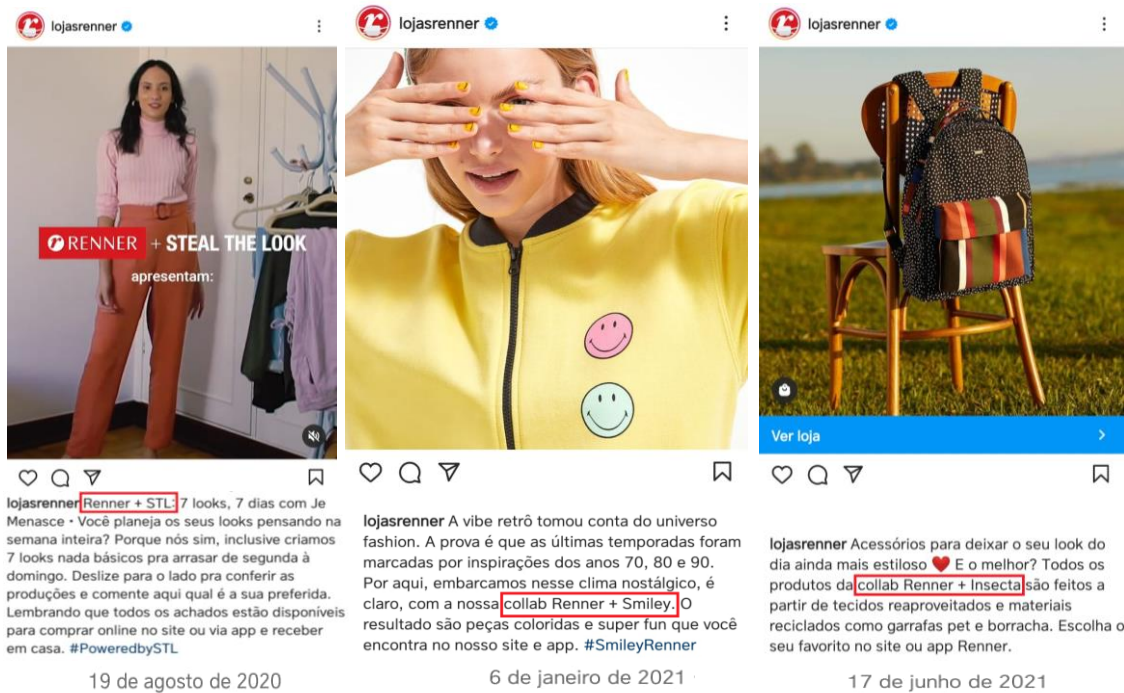 lojasrenner
RENNER + STEAL THE LOOK
apresentam:
lojasrenner Renner + STL: 7 looks, 7 dias com Je
Menasce • Você planeja os seus looks pensando na
semana inteira? Porque nós sim, inclusive criamos
7 looks nada básicos pra arrasar de segunda à
domingo. Deslize para o lado pra conferir as
produções e comente aqui qual é a sua preferida.
Lembrando que todos os achados estão disponíveis
para comprar online no site ou via app e receber
em casa. #PoweredbySTL
19 de agosto de 2020
lojasrenner
lojasrenner A vibe retrô tomou conta do universo
fashion. A prova é que as últimas temporadas foram
marcadas por inspirações dos anos 70, 80 e 90.
Por aqui, embarcamos nesse clima nostálgico, é
claro, com a nossa collab Renner + Smiley. O
resultado são peças coloridas e super fun que você
encontra no nosso site e app. #SmileyRenner
6 de janeiro de 2021
lojasrenner
Ver loja
lojasrenner Acessórios para deixar o seu look do
dia ainda mais estiloso ❤️ E o melhor? Todos os
produtos da collab Renner + Insecta são feitos a
partir de tecidos reaproveitados e materiais
reciclados como garrafas pet e borracha. Escolha o
seu favorito no site ou app Renner.
17 de junho de 2021